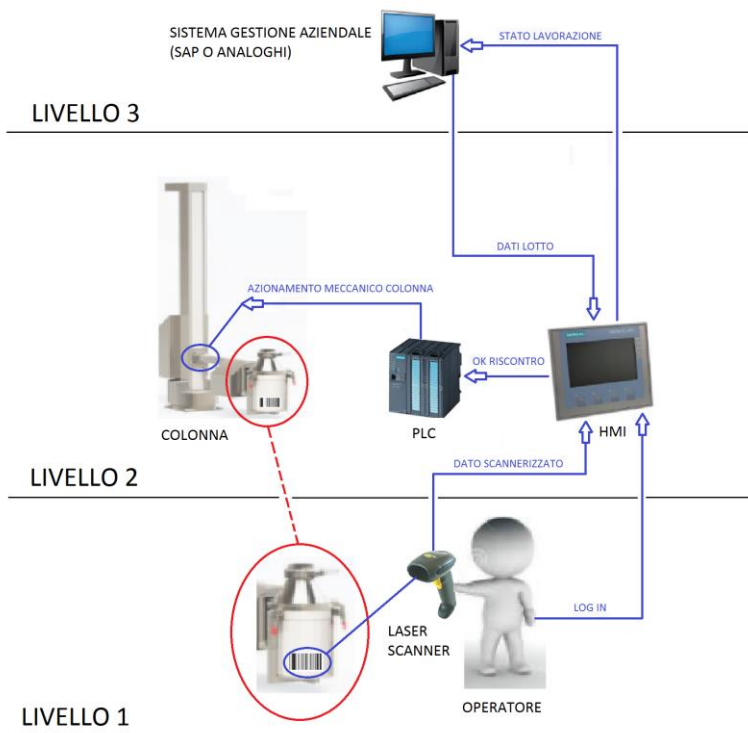 SISTEMA GESTIONE AZIENDALE
(SAP O ANALOGHI)
STATO LAVORAZIONE
LIVELLO 3
DATI LOTTO
AZIONAMENTO MECCANICO COLONNA
OK RISCONTRO
COLONNA
PLC
HMI
DATO SCANNERIZZATO
LIVELLO 2
LOG IN
LASER
SCANNER
OPERATORE
LIVELLO 1